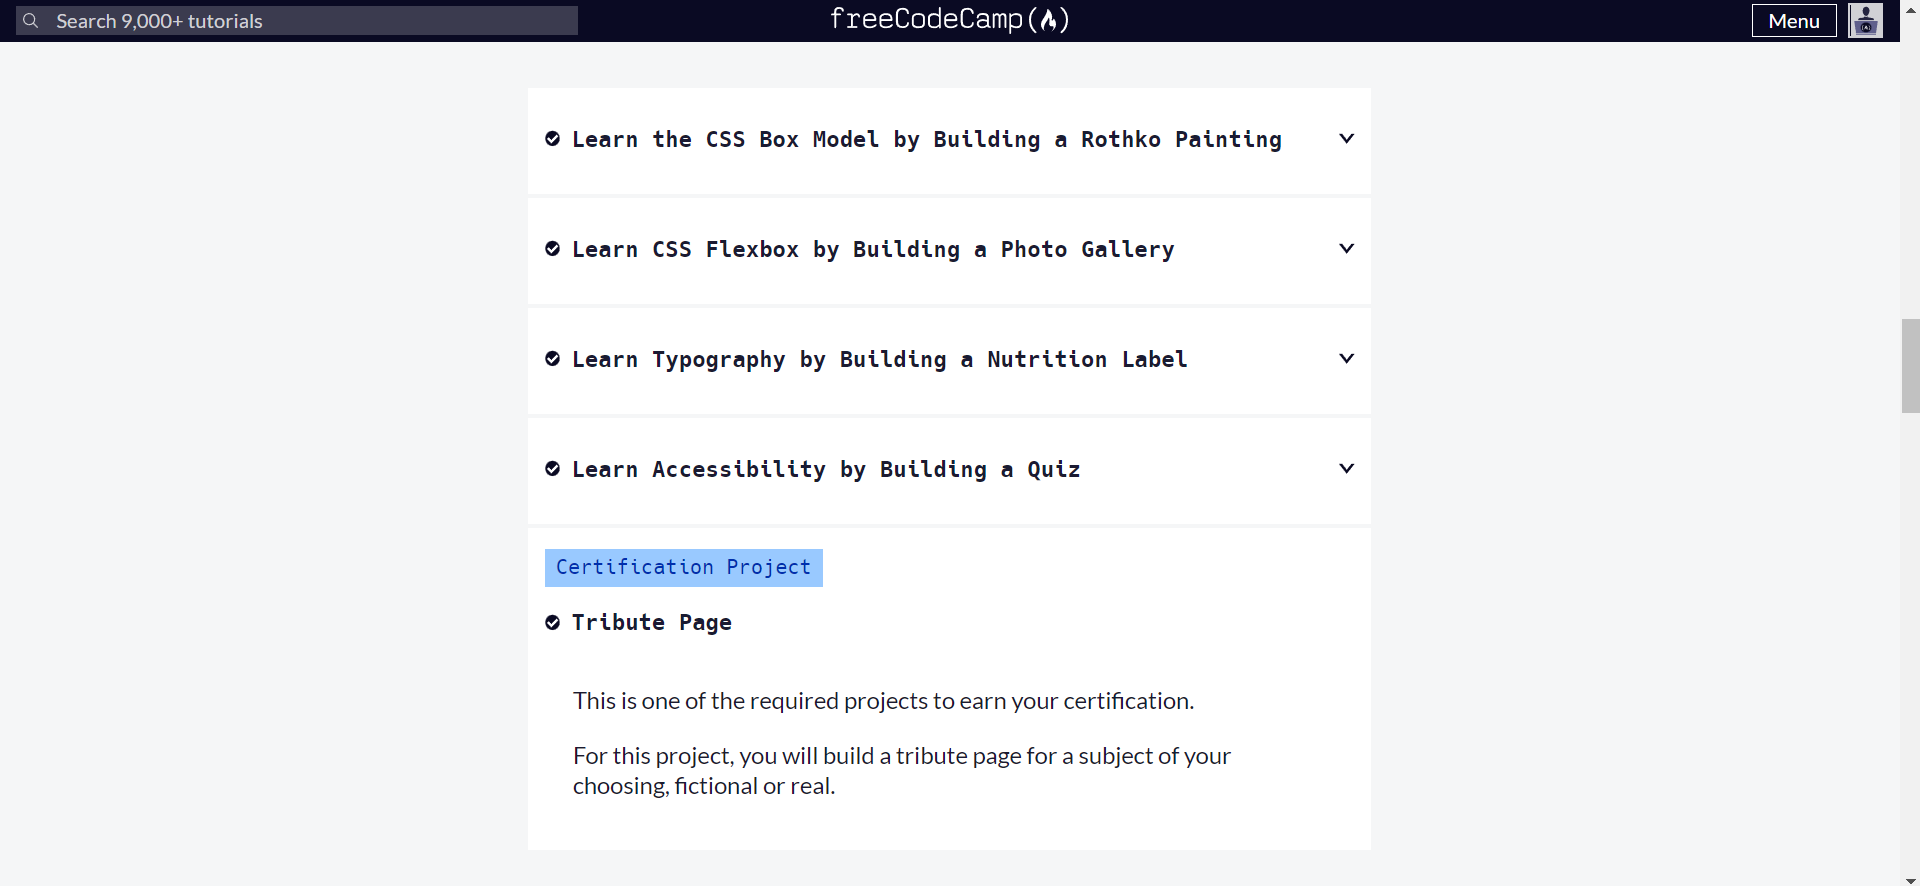 Search 9,000+ tutorials
freeCodeCamp(🔥)
Menu
Learn the CSS Box Model by Building a Rothko Painting
Learn CSS Flexbox by Building a Photo Gallery
Learn Typography by Building a Nutrition Label
Learn Accessibility by Building a Quiz
Certification Project
Tribute Page
This is one of the required projects to earn your certification.
For this project, you will build a tribute page for a subject of your
choosing, fictional or real.